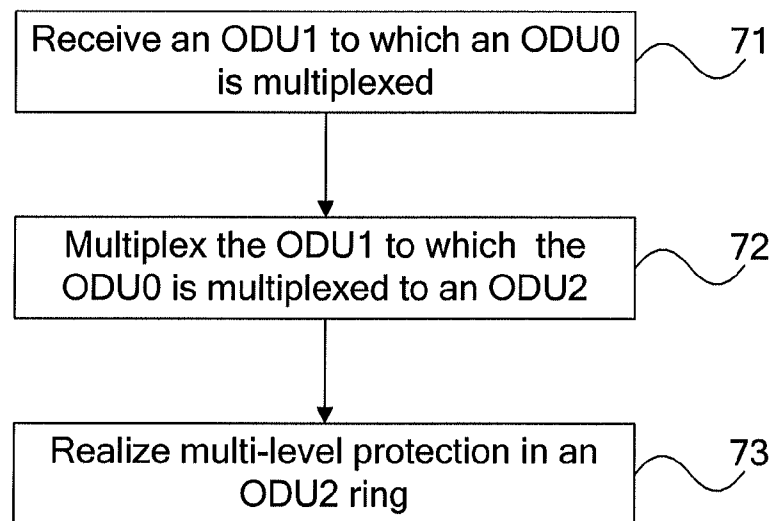 Receive an ODU1 to which an ODU0
is multiplexed
71
Multiplex the ODU1 to which the
ODU0 is multiplexed to an ODU2
72
Realize multi-level protection in an
ODU2 ring
73